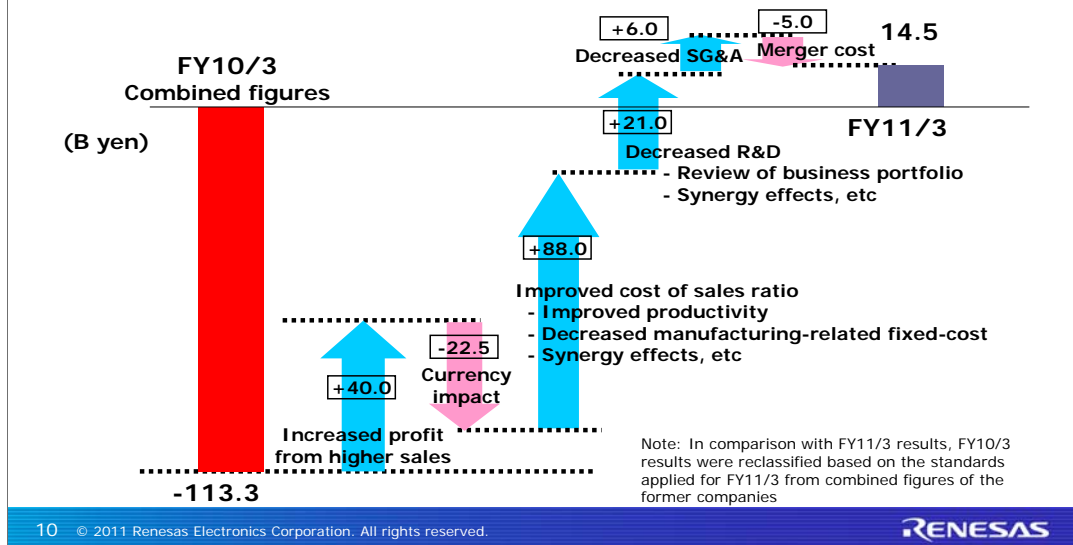 +6.0
-5.0
14.5
Decreased SG&A
Merger cost
FY10/3
Combined figures
(B yen)
+21.0
FY11/3
Decreased R&D
- Review of business portfolio
- Synergy effects, etc
+88.0
Improved cost of sales ratio
- Improved productivity
- Decreased manufacturing-related fixed-cost
- Synergy effects, etc
-22.5
Currency
impact
+40.0
Increased profit
from higher sales
-113.3
Note: In comparison with FY11/3 results, FY10/3
results were reclassified based on the standards
applied for FY11/3 from combined figures of the
former companies
10 © 2011 Renesas Electronics Corporation. All rights reserved.
RENESAS